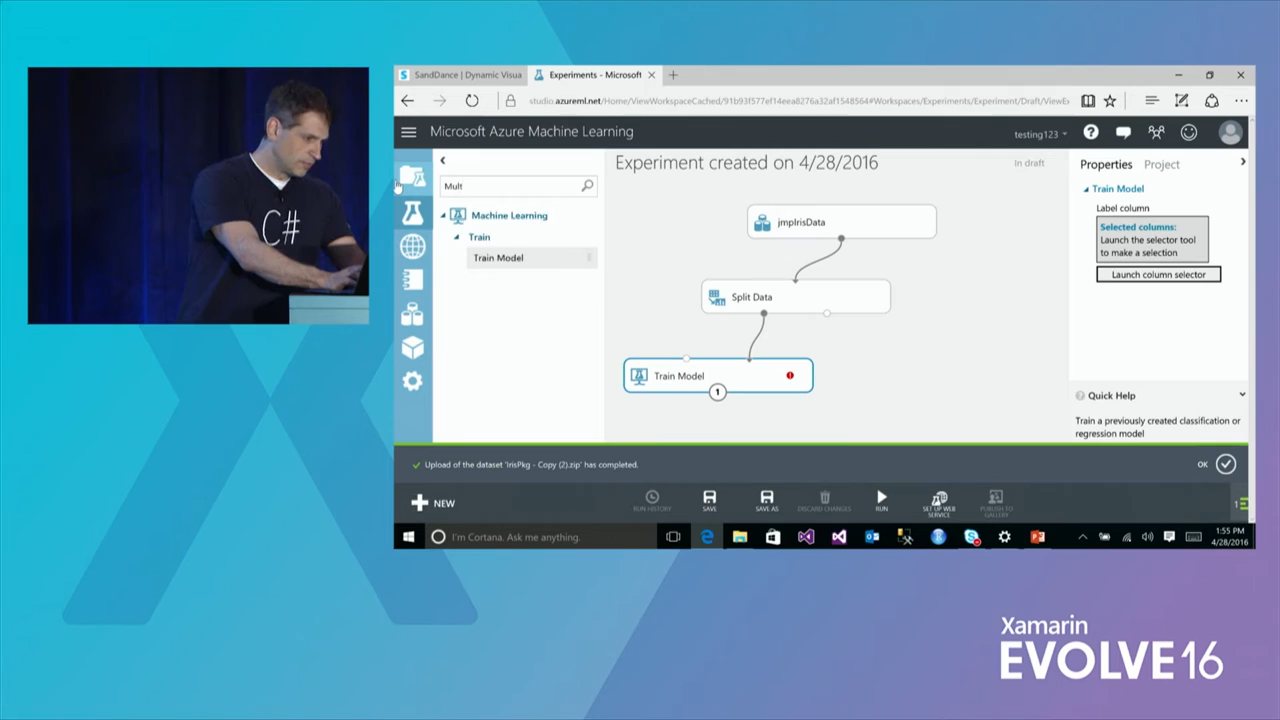 C#
SandDance | Dynamic Visua
Experiments - Microsoft
studio.azureml.net/Home/ViewWorkspaceCached/91b93f577ef14eea8276a32af1548564#Workspaces/Experiments/Experiment/Draft/ViewEx
Microsoft Azure Machine Learning
testing123
Mult
Machine Learning
Train
Train Model
Experiment created on 4/28/2016
In draft
jmpIrisData
Split Data
Train Model
1
Properties
Project
Train Model
Label column
Selected columns:
Launch the selector tool
to make a selection
Launch column selector
Quick Help
Train a previously created classification or
regression model
Upload of the dataset 'IrisPkg - Copy (2).zip' has completed.
OK
NEW
RUN HISTORY
SAVE
SAVE AS
DISCARD CHANGES
RUN
SET UP WEB
SERVICE
PUBLISH TO
GALLERY
1
I'm Cortana. Ask me anything.
1:55 PM
4/28/2016
Xamarin
EVOLVE16